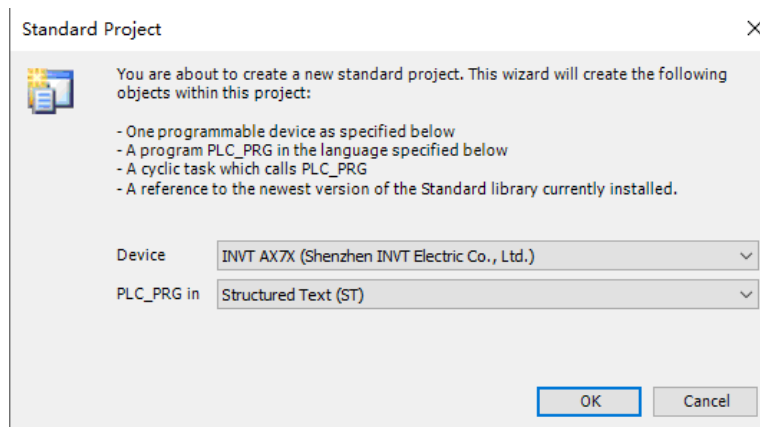 Standard Project
You are about to create a new standard project. This wizard will create the following
objects within this project:
- One programmable device as specified below
- A program PLC_PRG in the language specified below
- A cyclic task which calls PLC_PRG
- A reference to the newest version of the Standard library currently installed.
Device INVT AX7X (Shenzhen INVT Electric Co., Ltd.)
PLC_PRG in Structured Text (ST)
OK Cancel